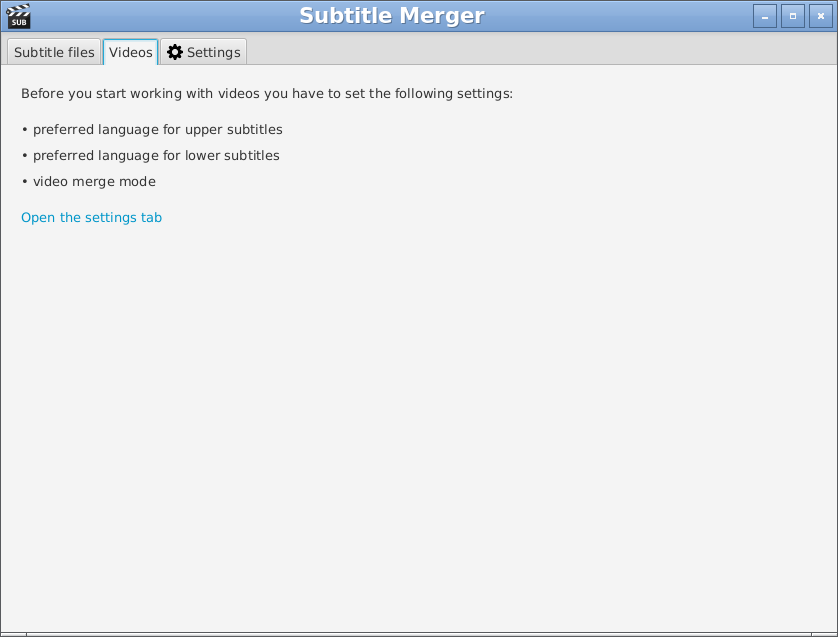 SUB
Subtitle Merger
Subtitle files
Videos
Settings
Before you start working with videos you have to set the following settings:
• preferred language for upper subtitles
• preferred language for lower subtitles
• video merge mode
Open the settings tab